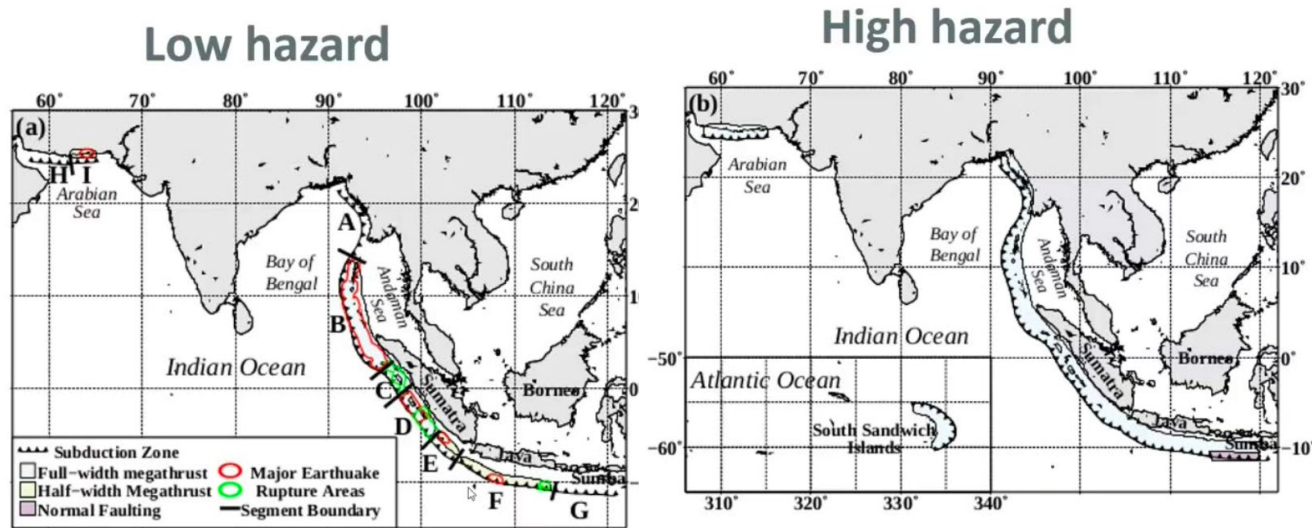 Low hazard
High hazard
60˚ 70˚ 80˚ 90˚ 100˚ 110˚ 120˚
(a)
3
H I
Arabian
Sea
2
A
Bay of
Bengal
Andaman
Sea
South
China
Sea
1
B
Indian Ocean
C
Sumatra
Borneo
0
D
E
Java
F
G
Sumba
Subduction Zone
Full-width megathrust
Half-width Megathrust
Normal Faulting
Major Earthuake
Rupture Areas
Segment Boundary
60˚ 70˚ 80˚ 90˚ 100˚ 110˚ 120˚
(b)
30˚
Arabian
Sea
20˚
Bay of
Bengal
Andaman
Sea
South
China
Sea
10˚
Indian Ocean
−50˚
0˚
Atlantic Ocean
Sumatra
Borneo
South Sandwich
Islands
Java
Sumba
−60˚
−10˚
310˚ 320˚ 330˚ 340˚